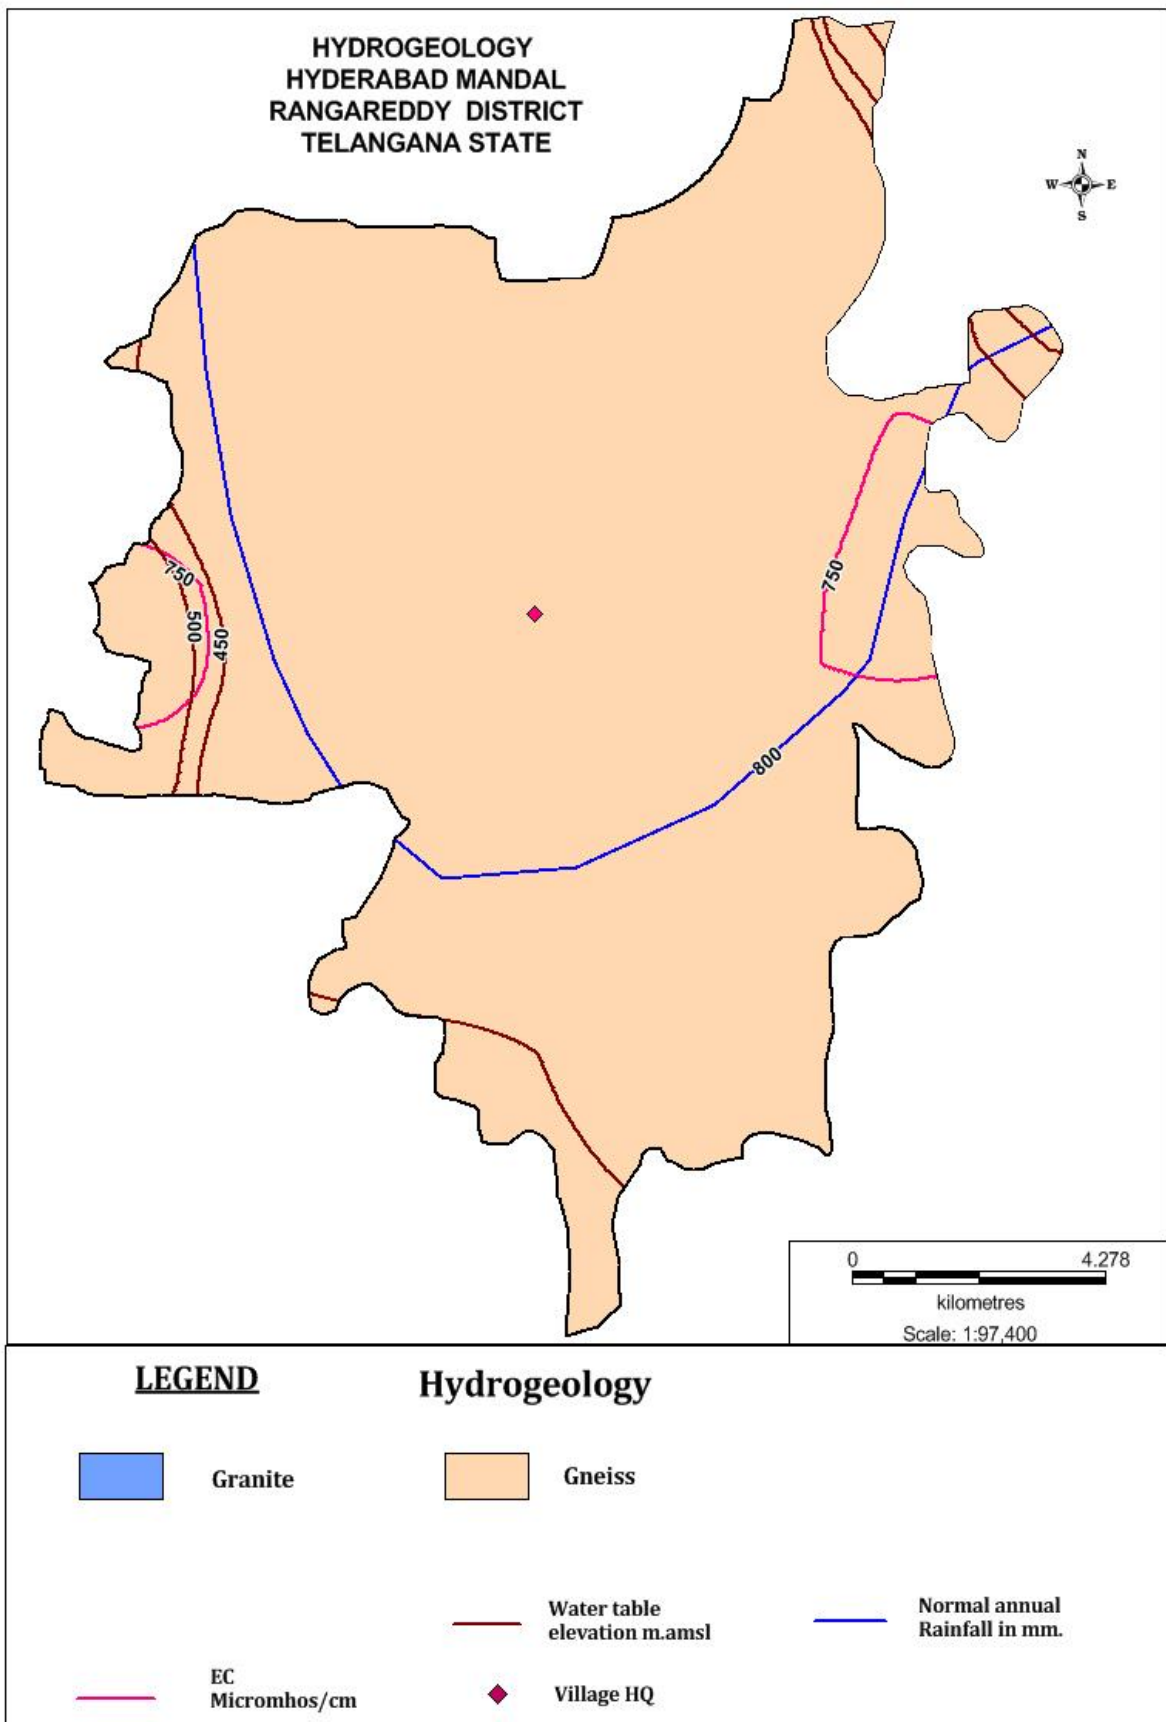 HYDROGEOLOGY
HYDERABAD MANDAL
RANGAREDDY DISTRICT
TELANGANA STATE
N
W E
S
750
500
450
750
800
0 4.278
kilometres
Scale: 1:97,400
LEGEND
Hydrogeology
Granite
Gneiss
Water table
elevation m.amsl
Normal annual
Rainfall in mm.
EC
Micromhos/cm
Village HQ